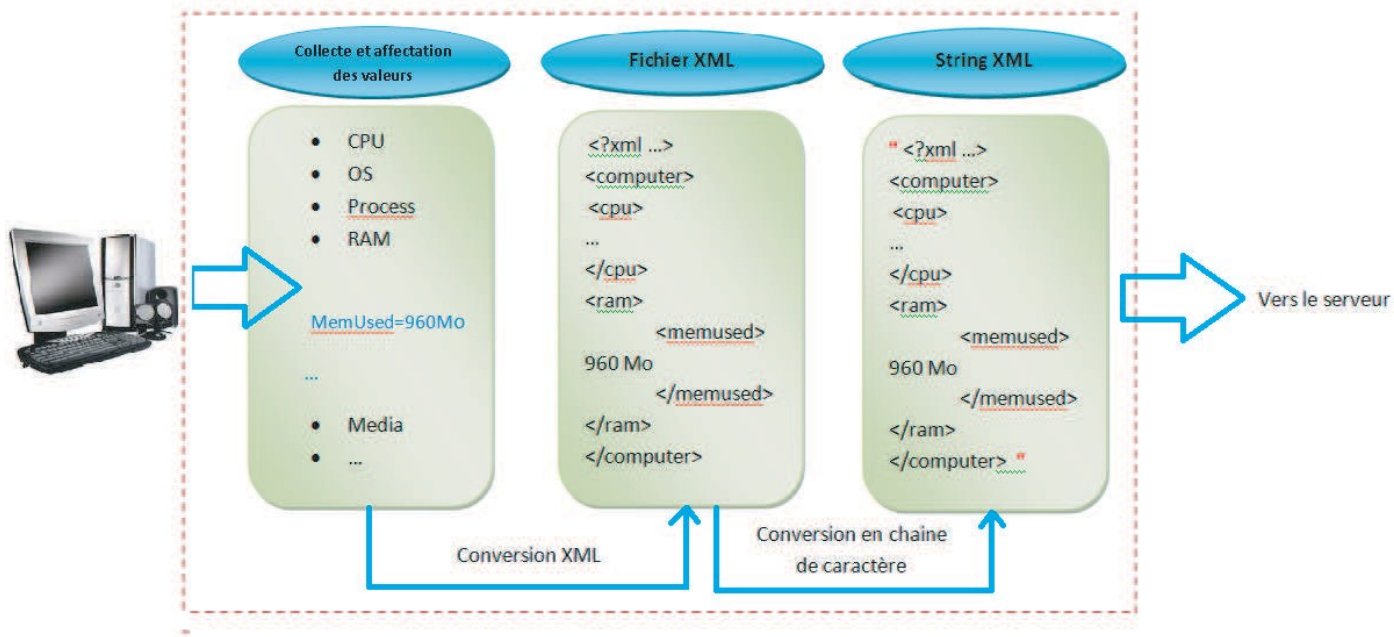 Collecte et affectation
des valeurs
• CPU
• OS
• Process
• RAM
MemUsed=960Mo
...
• Media
• ...
Fichier XML
<?xml ...>
<computer>
<cpu>
...
</cpu>
<ram>
<memused>
960 Mo
</memused>
</ram>
</computer>
String XML
" <?xml ...>
<computer>
<cpu>
...
</cpu>
<ram>
<memused>
960 Mo
</memused>
</ram>
</computer> "
Vers le serveur
Conversion XML
Conversion en chaine
de caractère